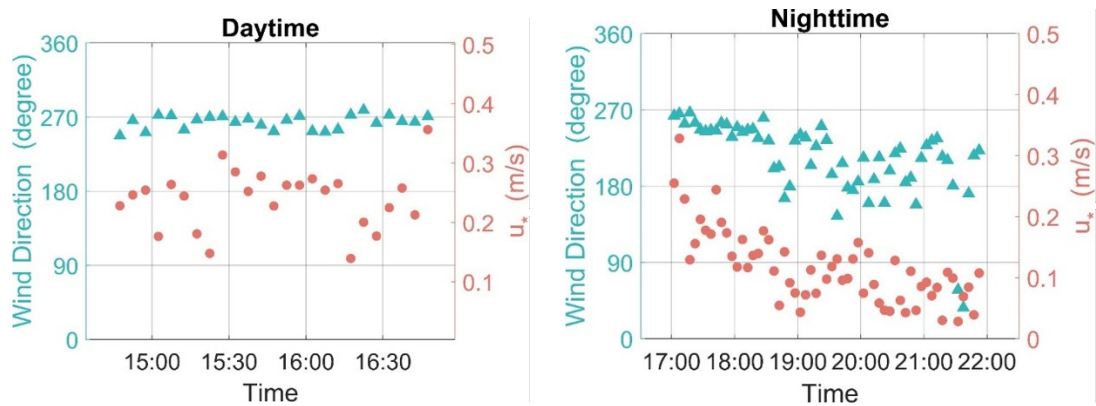 Daytime
360
270
180
90
0
Wind Direction (degree)
0.5
0.4
0.3
0.2
0.1
u* (m/s)
15:00 15:30 16:00 16:30
Time
Nighttime
360
270
180
90
0
Wind Direction (degree)
0.5
0.4
0.3
0.2
0.1
0
u* (m/s)
17:00 18:00 19:00 20:00 21:00 22:00
Time